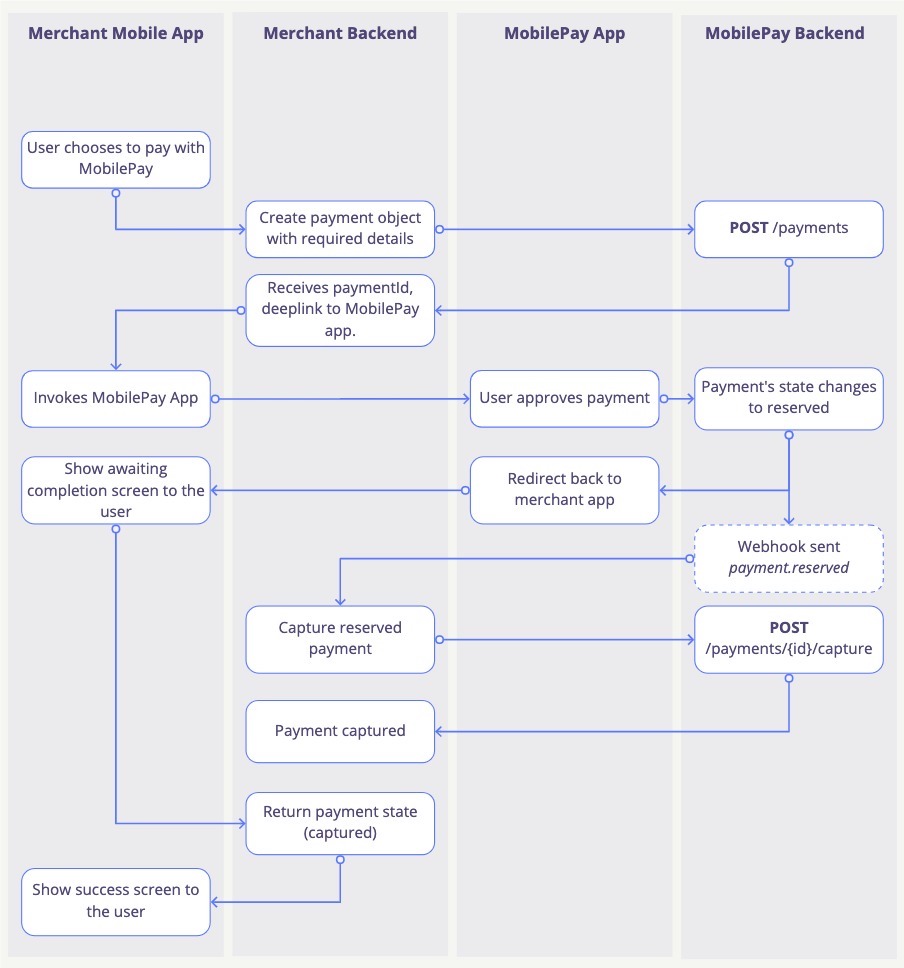 Merchant Mobile App
Merchant Backend
MobilePay App
MobilePay Backend
User chooses to pay with
MobilePay
Create payment object
with required details
POST /payments
Receives paymentId,
deeplink to MobilePay
app.
Invokes MobilePay App
User approves payment
Payment's state changes
to reserved
Show awaiting
completion screen to the
user
Redirect back to
merchant app
Webhook sent
payment.reserved
Capture reserved
payment
POST
/payments/{id}/capture
Payment captured
Return payment state
(captured)
Show success screen to
the user